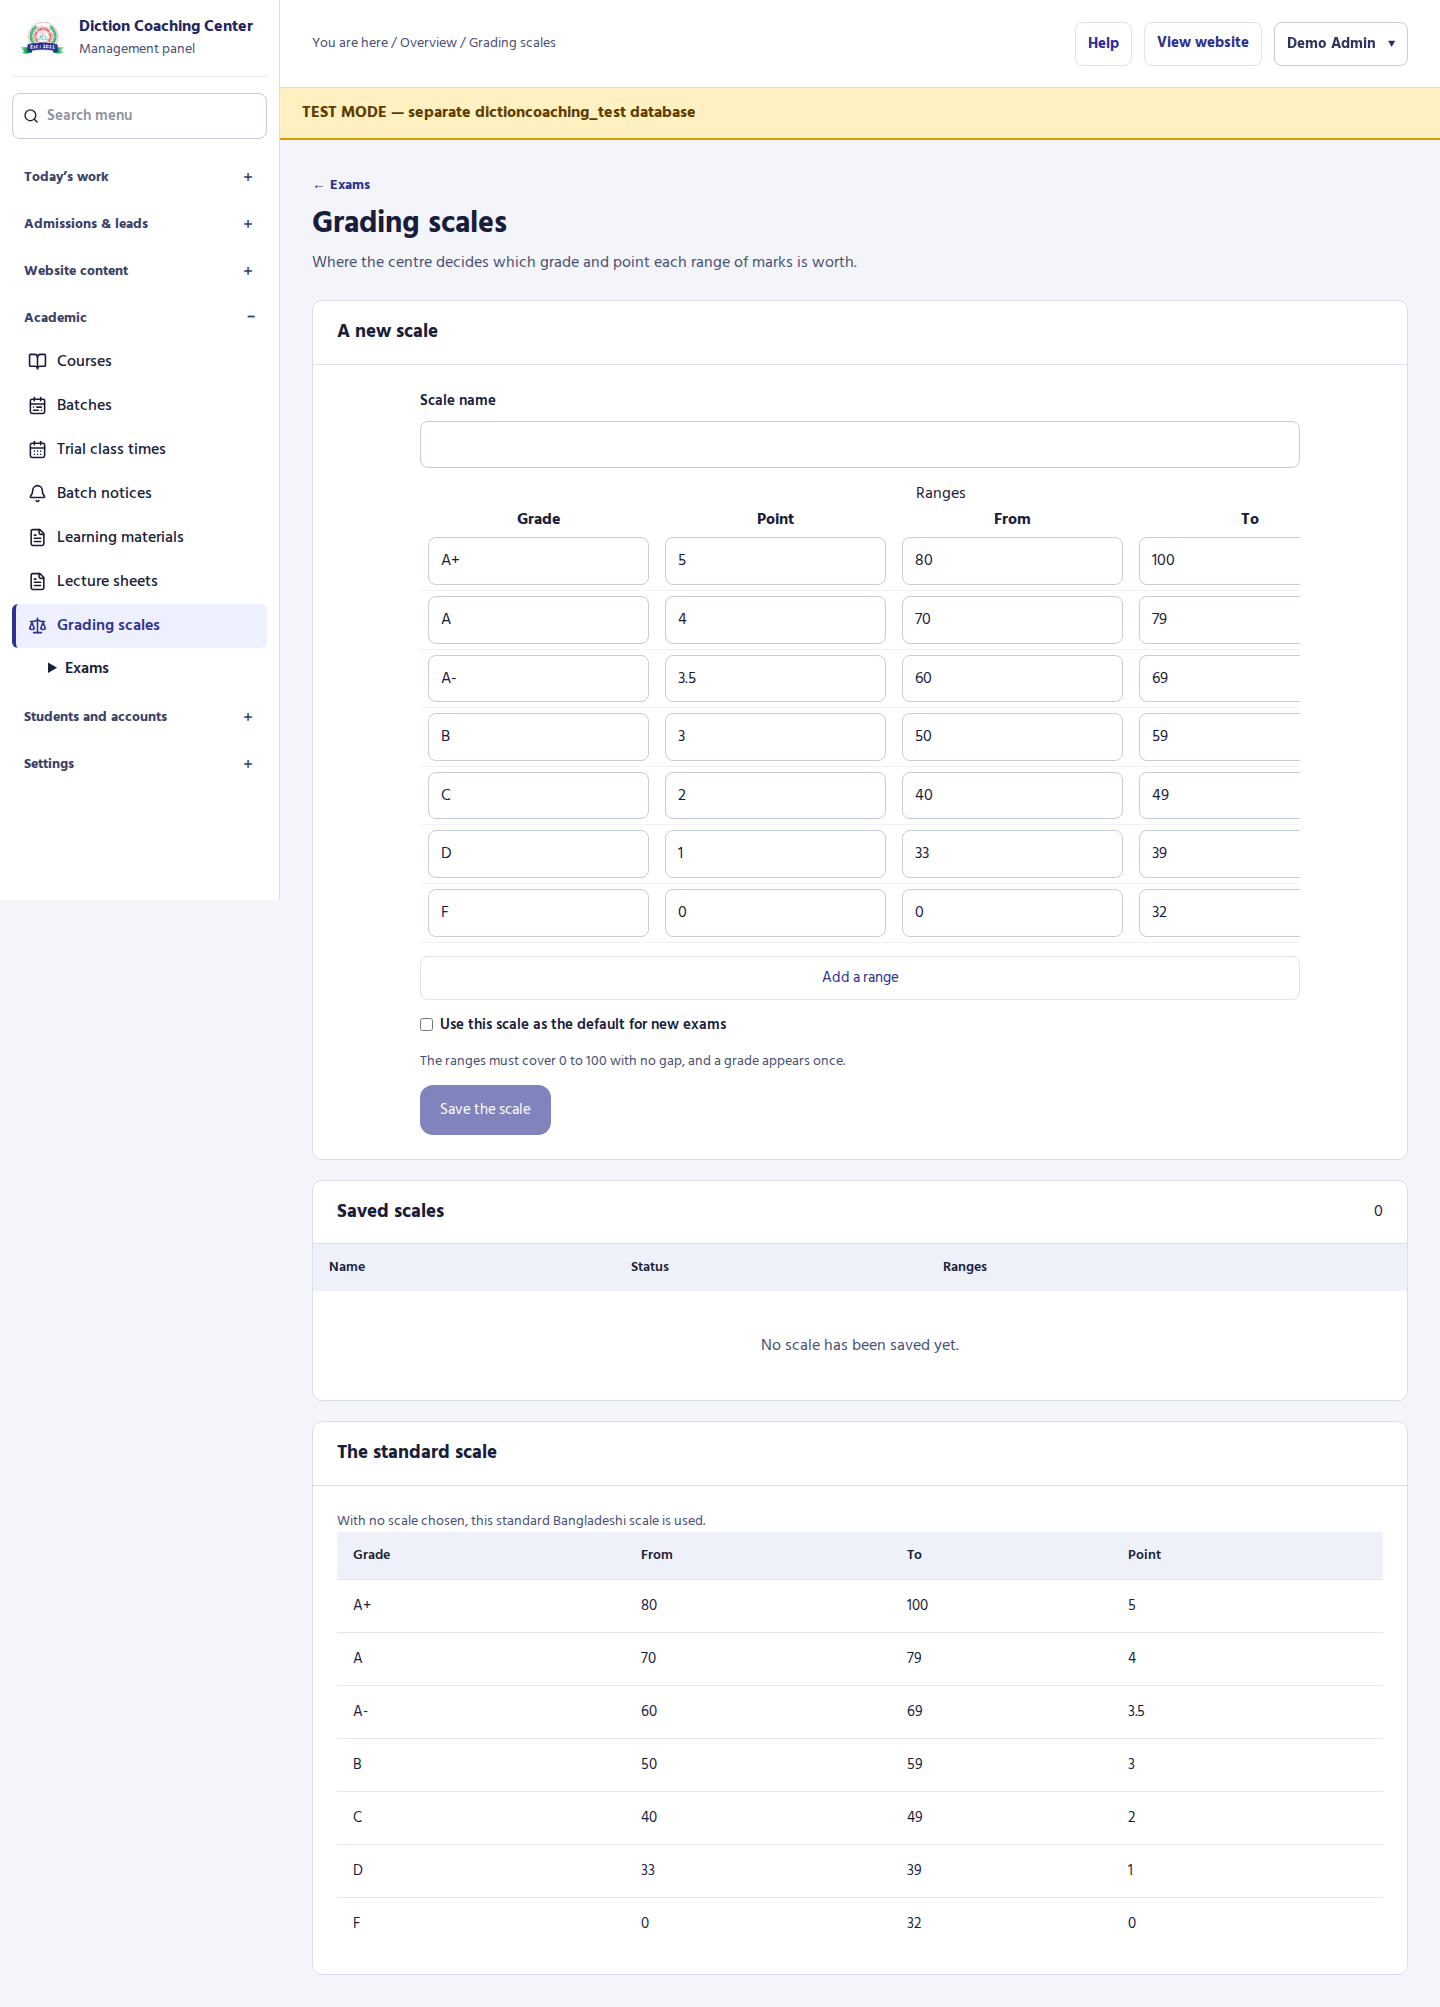 Diction Coaching Center
Management panel
Est : 2011
Search menu
Today’s work +
Admissions & leads +
Website content +
Academic −
Courses
Batches
Trial class times
Batch notices
Learning materials
Lecture sheets
Grading scales
▶ Exams
Students and accounts +
Settings +
You are here / Overview / Grading scales
Help
View website
Demo Admin ▼
TEST MODE — separate dictioncoaching_test database
← Exams
Grading scales
Where the centre decides which grade and point each range of marks is worth.
A new scale
Scale name
Ranges
Grade Point From To
A+ 5 80 100
A 4 70 79
A- 3.5 60 69
B 3 50 59
C 2 40 49
D 1 33 39
F 0 0 32
Add a range
Use this scale as the default for new exams
The ranges must cover 0 to 100 with no gap, and a grade appears once.
Save the scale
Saved scales 0
Name Status Ranges
No scale has been saved yet.
The standard scale
With no scale chosen, this standard Bangladeshi scale is used.
Grade From To Point
A+ 80 100 5
A 70 79 4
A- 60 69 3.5
B 50 59 3
C 40 49 2
D 33 39 1
F 0 32 0